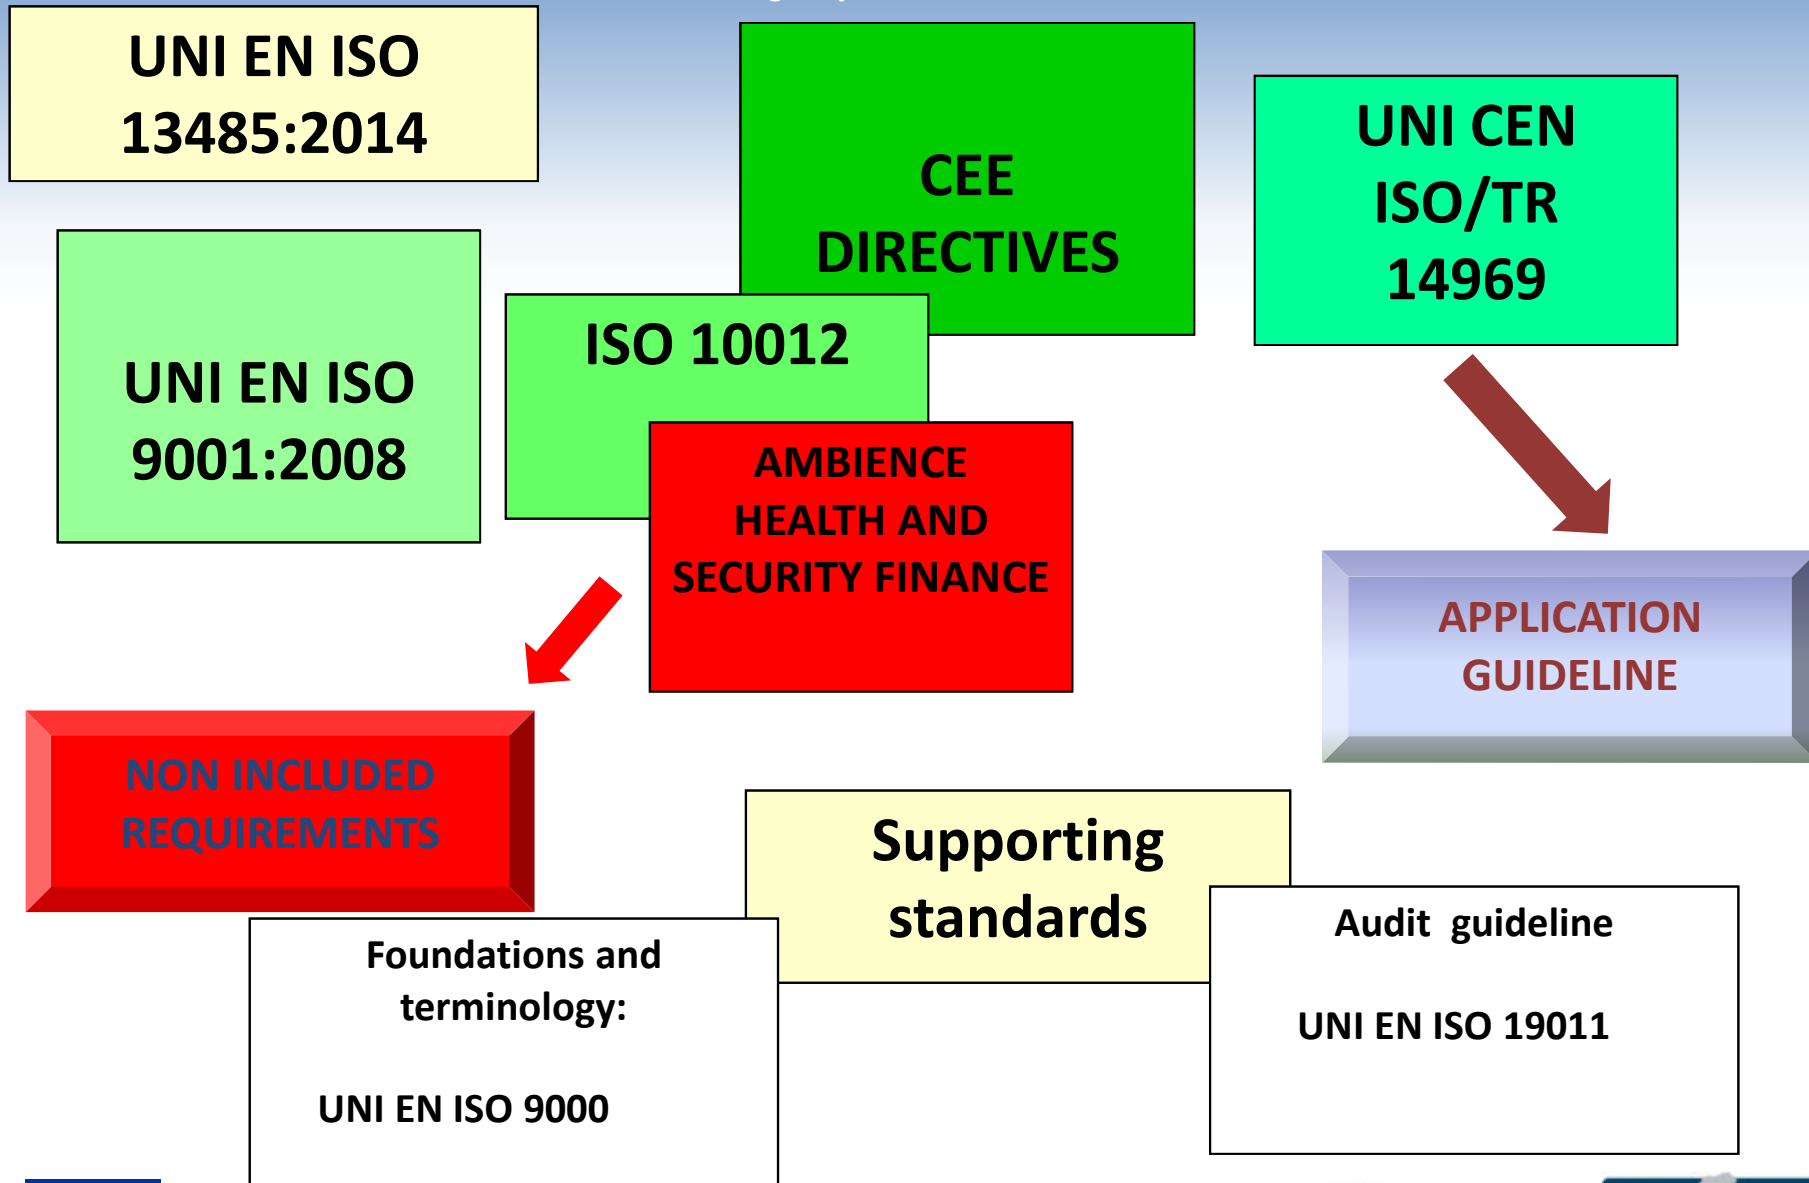 UNI EN ISO
13485:2014
CEE
DIRECTIVES
UNI CEN
ISO/TR
14969
UNI EN ISO
9001:2008
ISO 10012
AMBIENCE
HEALTH AND
SECURITY FINANCE
APPLICATION
GUIDELINE
NON INCLUDED
REQUIREMENTS
Supporting
standards
Foundations and
terminology:
UNI EN ISO 9000
Audit guideline
UNI EN ISO 19011